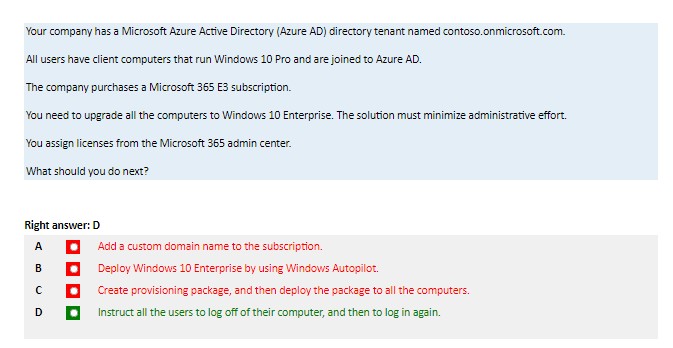 Your company has a Microsoft Azure Active Directory (Azure AD) directory tenant named contoso.onmicrosoft.com.
All users have client computers that run Windows 10 Pro and are joined to Azure AD.
The company purchases a Microsoft 365 E3 subscription.
You need to upgrade all the computers to Windows 10 Enterprise. The solution must minimize administrative effort.
You assign licenses from the Microsoft 365 admin center.
What should you do next?
Right answer: D
A Add a custom domain name to the subscription.
B Deploy Windows 10 Enterprise by using Windows Autopilot.
C Create provisioning package, and then deploy the package to all the computers.
D Instruct all the users to log off of their computer, and then to log in again.